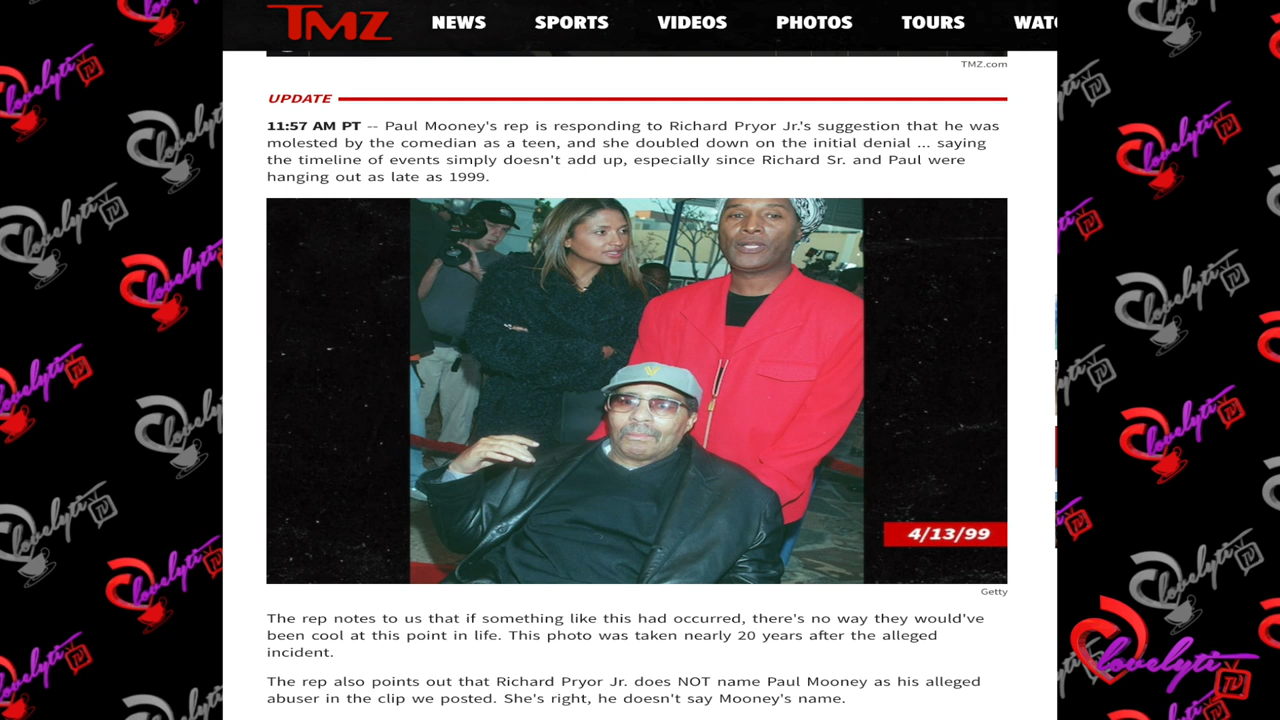 TMZ NEWS SPORTS VIDEOS PHOTOS TOURS WATC
TMZ.com
UPDATE
11:57 AM PT -- Paul Mooney's rep is responding to Richard Pryor Jr.'s suggestion that he was
molested by the comedian as a teen, and she doubled down on the initial denial ... saying
the timeline of events simply doesn't add up, especially since Richard Sr. and Paul were
hanging out as late as 1999.
4/13/99
Getty
The rep notes to us that if something like this had occurred, there's no way they would've
been cool at this point in life. This photo was taken nearly 20 years after the alleged
incident.
The rep also points out that Richard Pryor Jr. does NOT name Paul Mooney as his alleged
abuser in the clip we posted. She's right, he doesn't say Mooney's name.
lovelyti TV